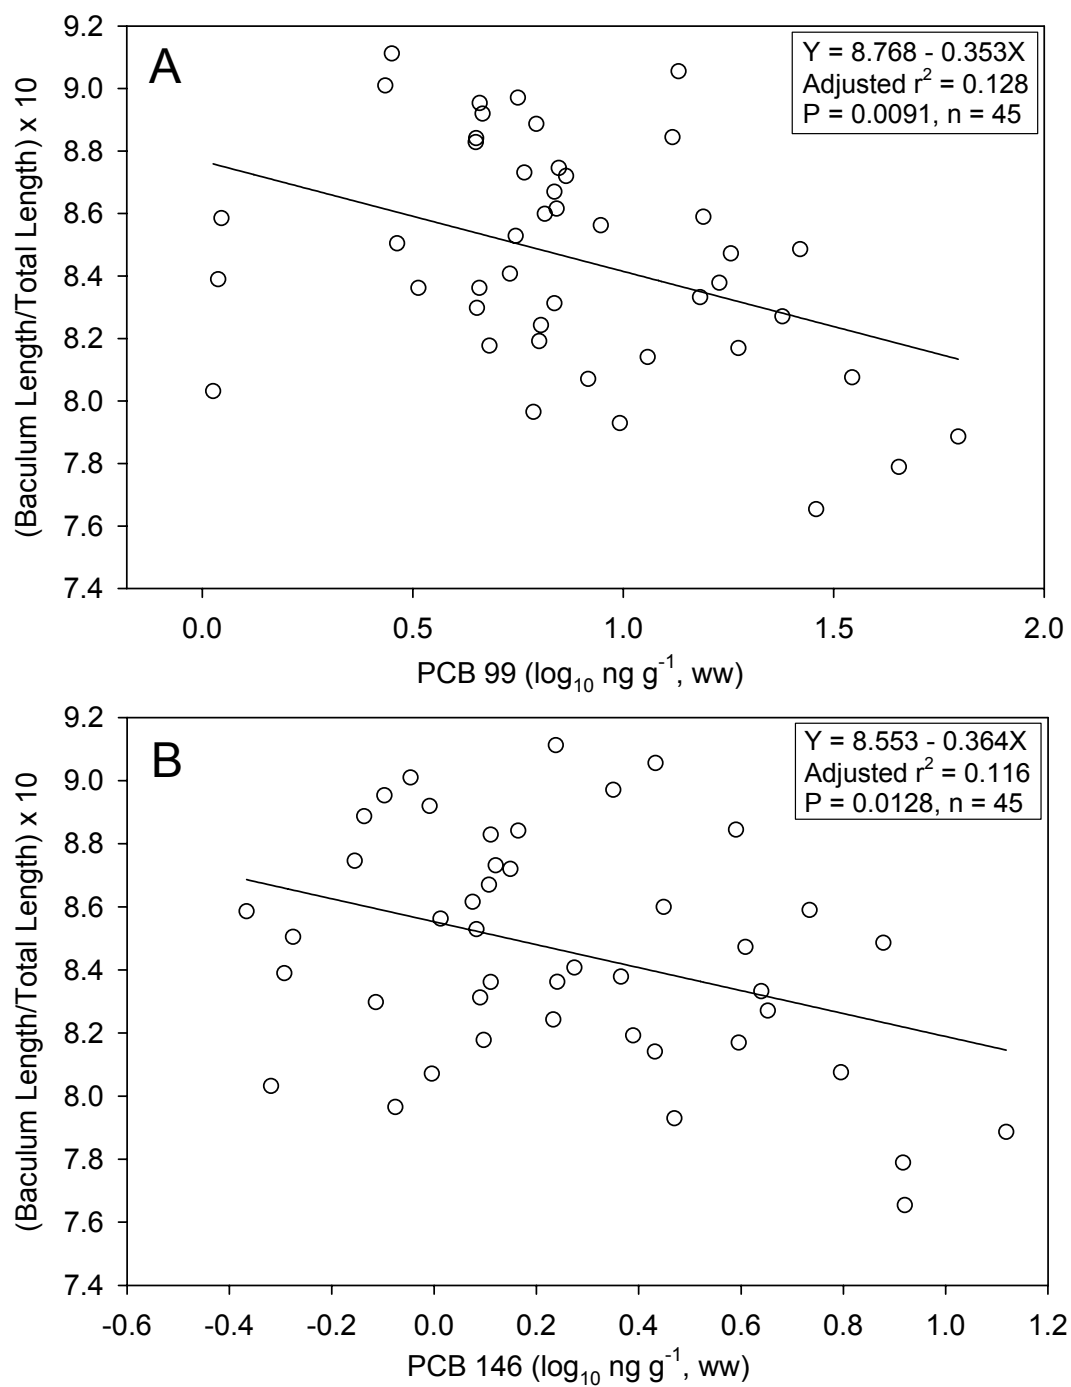 A
Y = 8.768 - 0.353X
Adjusted r² = 0.128
P = 0.0091, n = 45
(Baculum Length/Total Length) x 10
9.2
9.0
8.8
8.6
8.4
8.2
8.0
7.8
7.6
7.4
0.0 0.5 1.0 1.5 2.0
PCB 99 (log₁₀ ng g⁻¹, ww)
B
Y = 8.553 - 0.364X
Adjusted r² = 0.116
P = 0.0128, n = 45
(Baculum Length/Total Length) x 10
9.2
9.0
8.8
8.6
8.4
8.2
8.0
7.8
7.6
7.4
-0.6 -0.4 -0.2 0.0 0.2 0.4 0.6 0.8 1.0 1.2
PCB 146 (log₁₀ ng g⁻¹, ww)